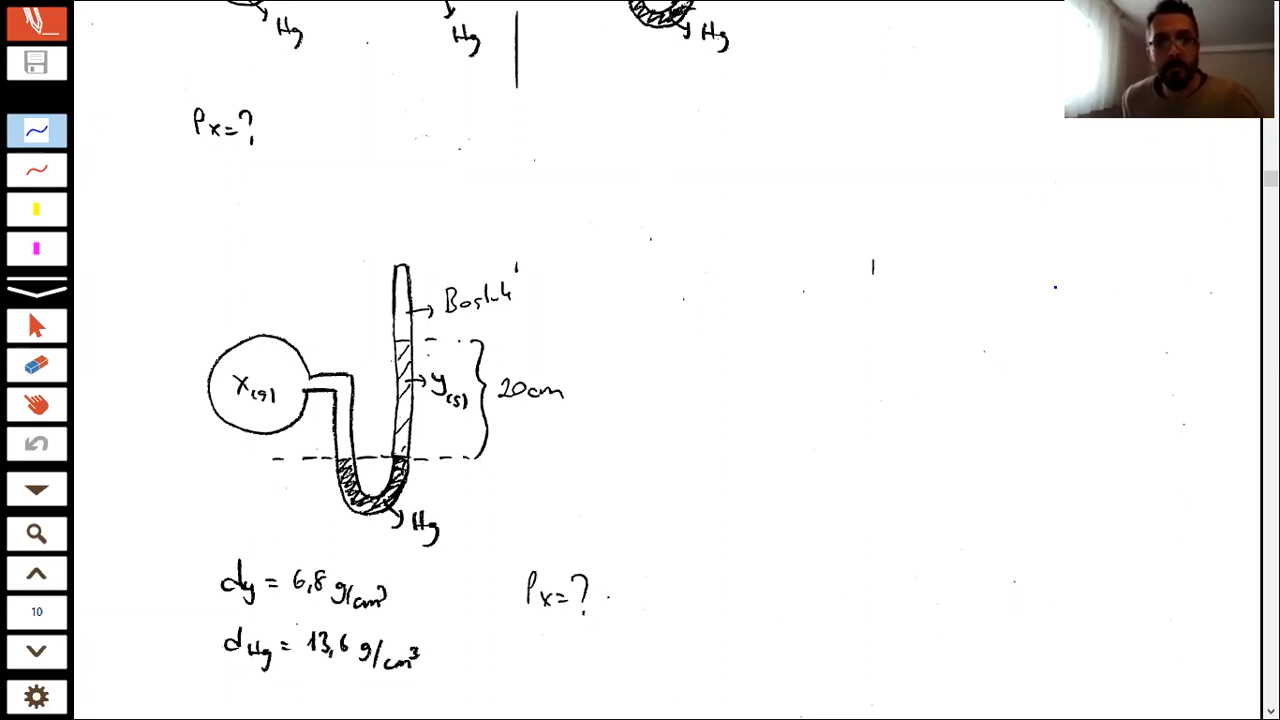 Hg
Hg
Hg
Px=?
Boşluk
X(g)
y(s)
20cm
Hg
dy = 6,8 g/cm³
Px=?
dHg = 13,6 g/cm³
10